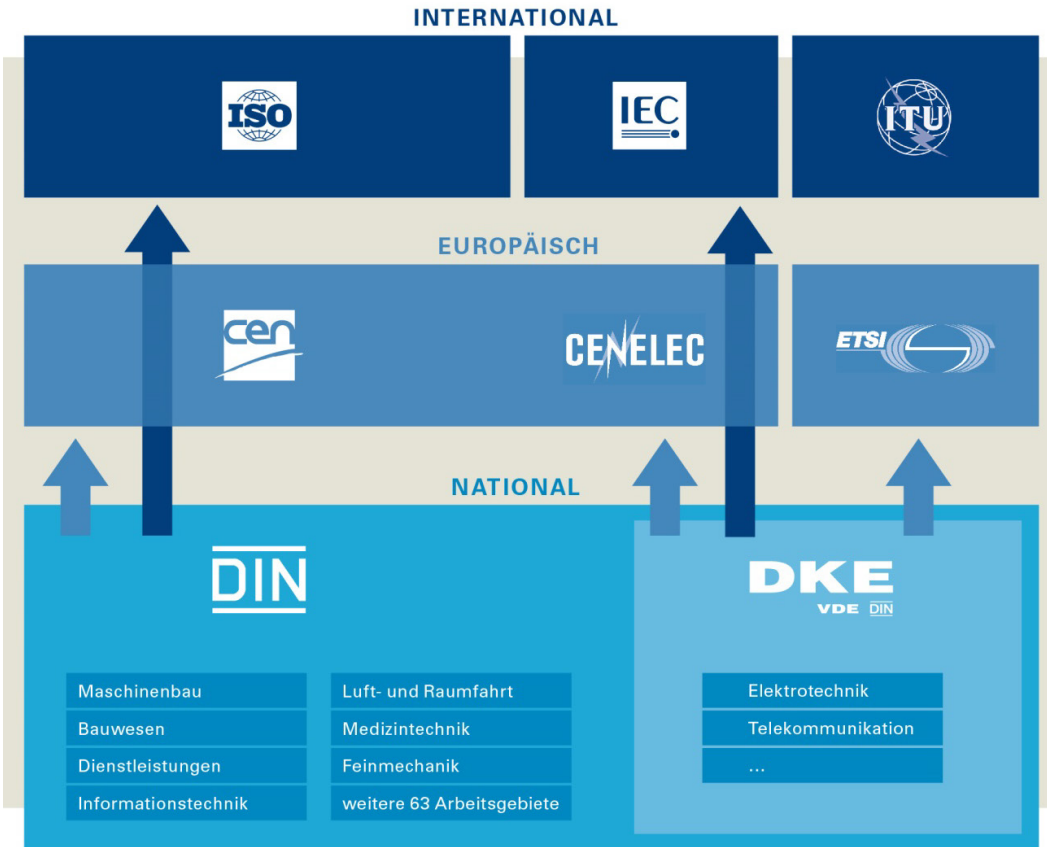 INTERNATIONAL
ISO
IEC
ITU
EUROPÄISCH
cen
CENELEC
ETSI
NATIONAL
DIN
DKE
VDE DIN
Maschinenbau
Bauwesen
Dienstleistungen
Informationstechnik
Luft- und Raumfahrt
Medizintechnik
Feinmechanik
weitere 63 Arbeitsgebiete
Elektrotechnik
Telekommunikation
...